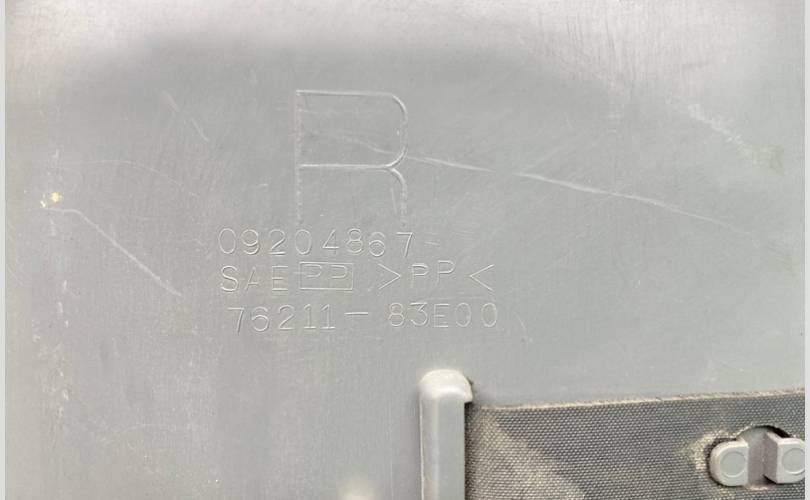 R
09204867-
SAE PP >PP<
76211-83E00